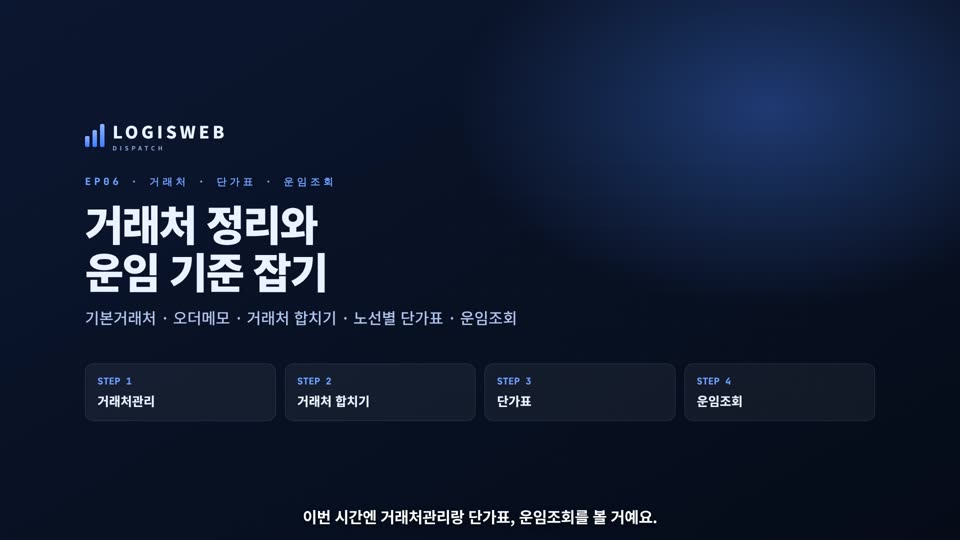 LOGISWEB
DISPATCH
EP06 · 거래처 · 단가표 · 운임조회
거래처 정리와
운임 기준 잡기
기본거래처 · 오더메모 · 거래처 합치기 · 노선별 단가표 · 운임조회
STEP 1
거래처관리
STEP 2
거래처 합치기
STEP 3
단가표
STEP 4
운임조회
이번 시간엔 거래처관리랑 단가표, 운임조회를 볼 거예요.